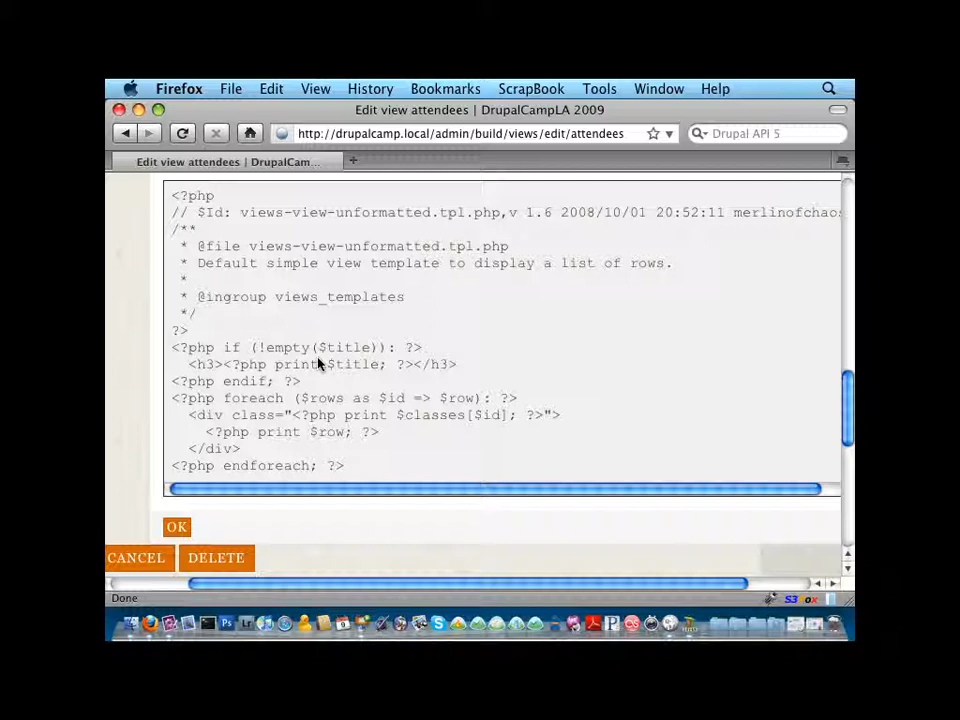 Firefox File Edit View History Bookmarks ScrapBook Tools Window Help
Edit view attendees | DrupalCampLA 2009
http://drupalcamp.local/admin/build/views/edit/attendees
Drupal API 5
Edit view attendees | DrupalCam...
<?php
// $Id: views-view-unformatted.tpl.php,v 1.6 2008/10/01 20:52:11 merlinofchaos
/**
* @file views-view-unformatted.tpl.php
* Default simple view template to display a list of rows.
*
* @ingroup views_templates
*/
?>
<?php if (!empty($title)): ?>
<h3><?php print $title; ?></h3>
<?php endif; ?>
<?php foreach ($rows as $id => $row): ?>
<div class="<?php print $classes[$id]; ?>">
<?php print $row; ?>
</div>
<?php endforeach; ?>
OK
CANCEL DELETE
Done